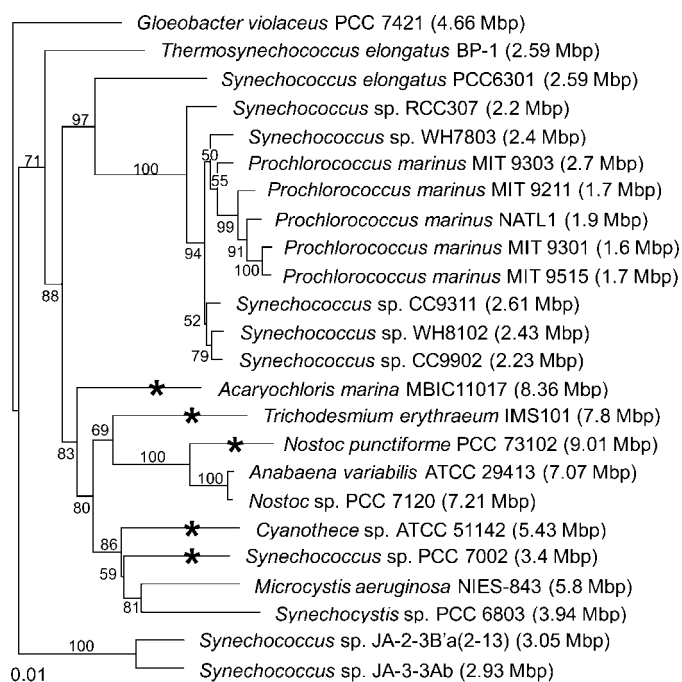 Gloeobacter violaceus PCC 7421 (4.66 Mbp)
Thermosynechococcus elongatus BP-1 (2.59 Mbp)
Synechococcus elongatus PCC6301 (2.59 Mbp)
97
Synechococcus sp. RCC307 (2.2 Mbp)
Synechococcus sp. WH7803 (2.4 Mbp)
50
71
Prochlorococcus marinus MIT 9303 (2.7 Mbp)
100
55
Prochlorococcus marinus MIT 9211 (1.7 Mbp)
99
Prochlorococcus marinus NATL1 (1.9 Mbp)
91
Prochlorococcus marinus MIT 9301 (1.6 Mbp)
94
100
Prochlorococcus marinus MIT 9515 (1.7 Mbp)
88
Synechococcus sp. CC9311 (2.61 Mbp)
52
Synechococcus sp. WH8102 (2.43 Mbp)
79
Synechococcus sp. CC9902 (2.23 Mbp)
* Acaryochloris marina MBIC11017 (8.36 Mbp)
* Trichodesmium erythraeum IMS101 (7.8 Mbp)
69
* Nostoc punctiforme PCC 73102 (9.01 Mbp)
83
100
Anabaena variabilis ATCC 29413 (7.07 Mbp)
100
Nostoc sp. PCC 7120 (7.21 Mbp)
80
* Cyanothece sp. ATCC 51142 (5.43 Mbp)
86
* Synechococcus sp. PCC 7002 (3.4 Mbp)
59
Microcystis aeruginosa NIES-843 (5.8 Mbp)
81
Synechocystis sp. PCC 6803 (3.94 Mbp)
Synechococcus sp. JA-2-3B'a(2-13) (3.05 Mbp)
100
Synechococcus sp. JA-3-3Ab (2.93 Mbp)
0.01